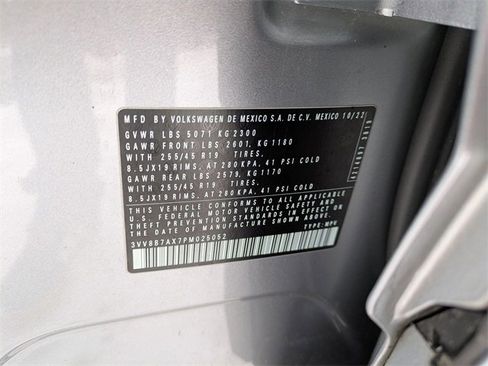 MFD BY VOLKSWAGEN DE MEXICO S.A. DE C.V. MEXICO 10/22
GVWR LBS 5071 KG 2300
GAWR FRONT LBS 2601, KG 1180
WITH 255/45 R19 TIRES.
8.5JX19 RIMS, AT 280 KPA, 41 PSI COLD
GAWR REAR LBS 2579, KG 1170
WITH 255/45 R19 TIRES.
8.5JX19 RIMS, AT 280 KPA, 41 PSI COLD
THIS VEHICLE CONFORMS TO ALL APPLICABLE
U.S. FEDERAL MOTOR VEHICLE SAFETY AND
THEFT PREVENTION STANDARDS IN EFFECT ON THE
DATE OF MANUFACTURE SHOWN ABOVE.
3VV8B7AX7PM025052
TYPE: MPV